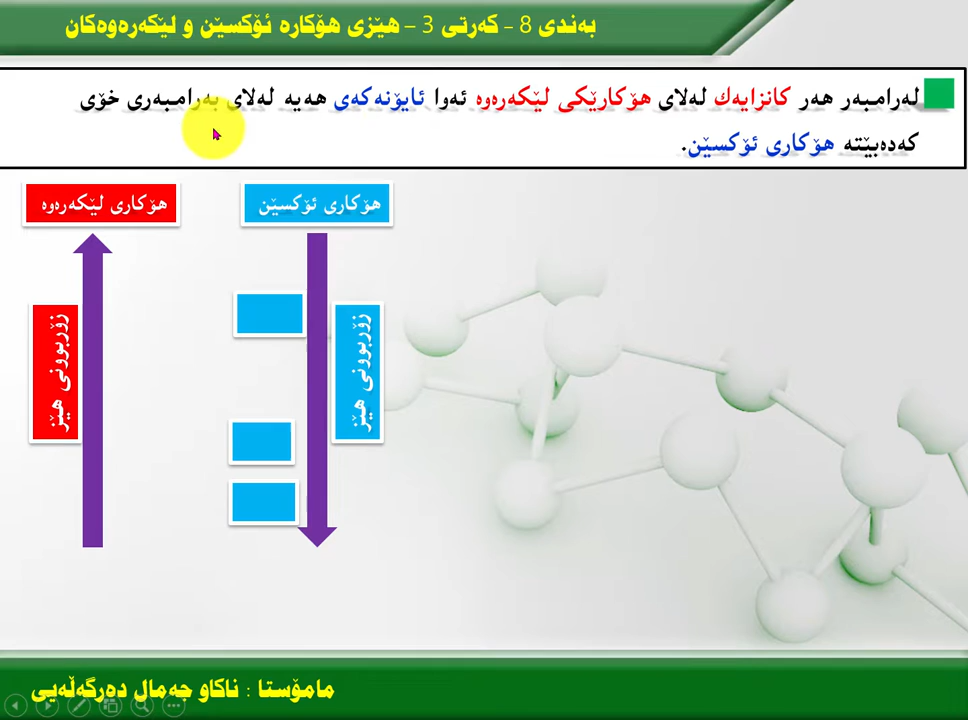 بەندی 8 - کەرتی 3 – هێزی هۆکارە ئۆکسێن و لێکەرەوەکان
لەرامبەر هەر کانزایەك لەلای هۆکارێکی لێکەرەوە ئەوا ئایۆنەکەی هەیە لەلای بەرامبەری خۆی
کەدەبێتە هۆکاری ئۆکسێن.
هۆکاری ئۆکسێن
هۆکاری لێکەرەوە
زۆربوونی هێز
زۆربوونی هێز
مامۆستا : ناکاو جەمال دەرگەڵەیی